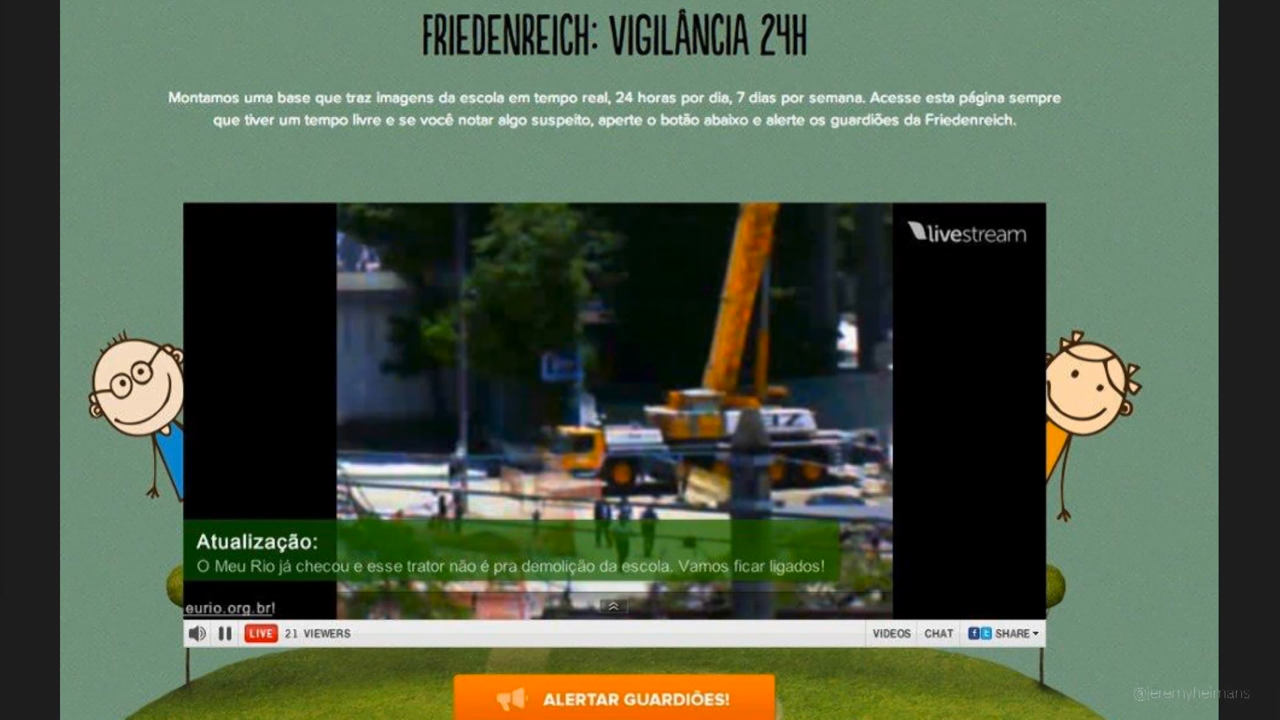 FRIEDENREICH: VIGILÂNCIA 24H
Montamos uma base que traz imagens da escola em tempo real, 24 horas por dia, 7 dias por semana. Acesse esta página sempre
que tiver um tempo livre e se você notar algo suspeito, aperte o botão abaixo e alerte os guardiões da Friedenreich.
livestream
Atualização:
O Meu Rio já checou e esse trator não é pra demolição da escola. Vamos ficar ligados!
eurio.org.br!
LIVE 21 VIEWERS VIDEOS CHAT SHARE
ALERTAR GUARDIÕES!
@jeremyheimans